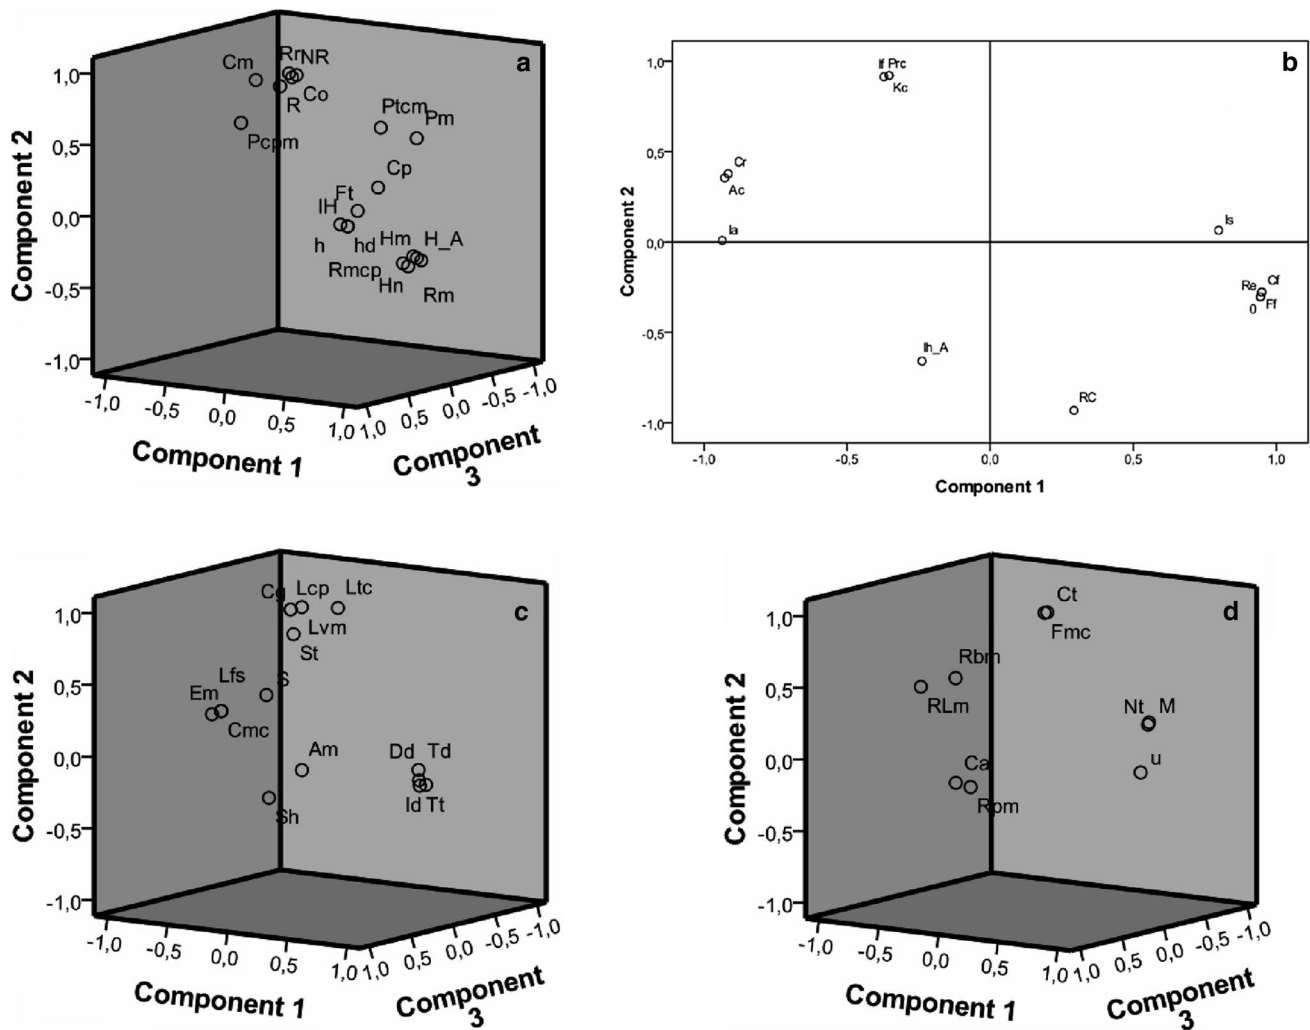 a
Cm Rr NR
R Co
Pcpm
Ptcm Pm
Cp
Ft
IH
h hd Hm H_A
Rmcp Hn Rm
1,0
0,5
0,0
-0,5
-1,0
Component 2
-1,0 -0,5 0,0 0,5 1,0
Component 1
1,0 0,5 0,0 -0,5 -1,0
Component
3
b
If Prc
Kc
Cr
Ac
Ia
Is
Re Cf
Ff
0
Ih_A
RC
1,0
0,5
0,0
-0,5
-1,0
Component 2
-1,0 -0,5 0,0 0,5 1,0
Component 1
c
Cg Lcp Ltc
Lvm
St
Lfs S
Em
Cmc
Am Dd Td
Id Tt
Sh
1,0
0,5
0,0
-0,5
-1,0
Component 2
-1,0 -0,5 0,0 0,5 1,0
Component 1
1,0 0,5 0,0 -0,5 -1,0
Component
3
d
Ct
Fmc
Rbm
RLm
Nt M
u
Ca
Rpm
1,0
0,5
0,0
-0,5
-1,0
Component 2
-1,0 -0,5 0,0 0,5 1,0
Component 1
1,0 0,5 0,0 -0,5 -1,0
Component
3